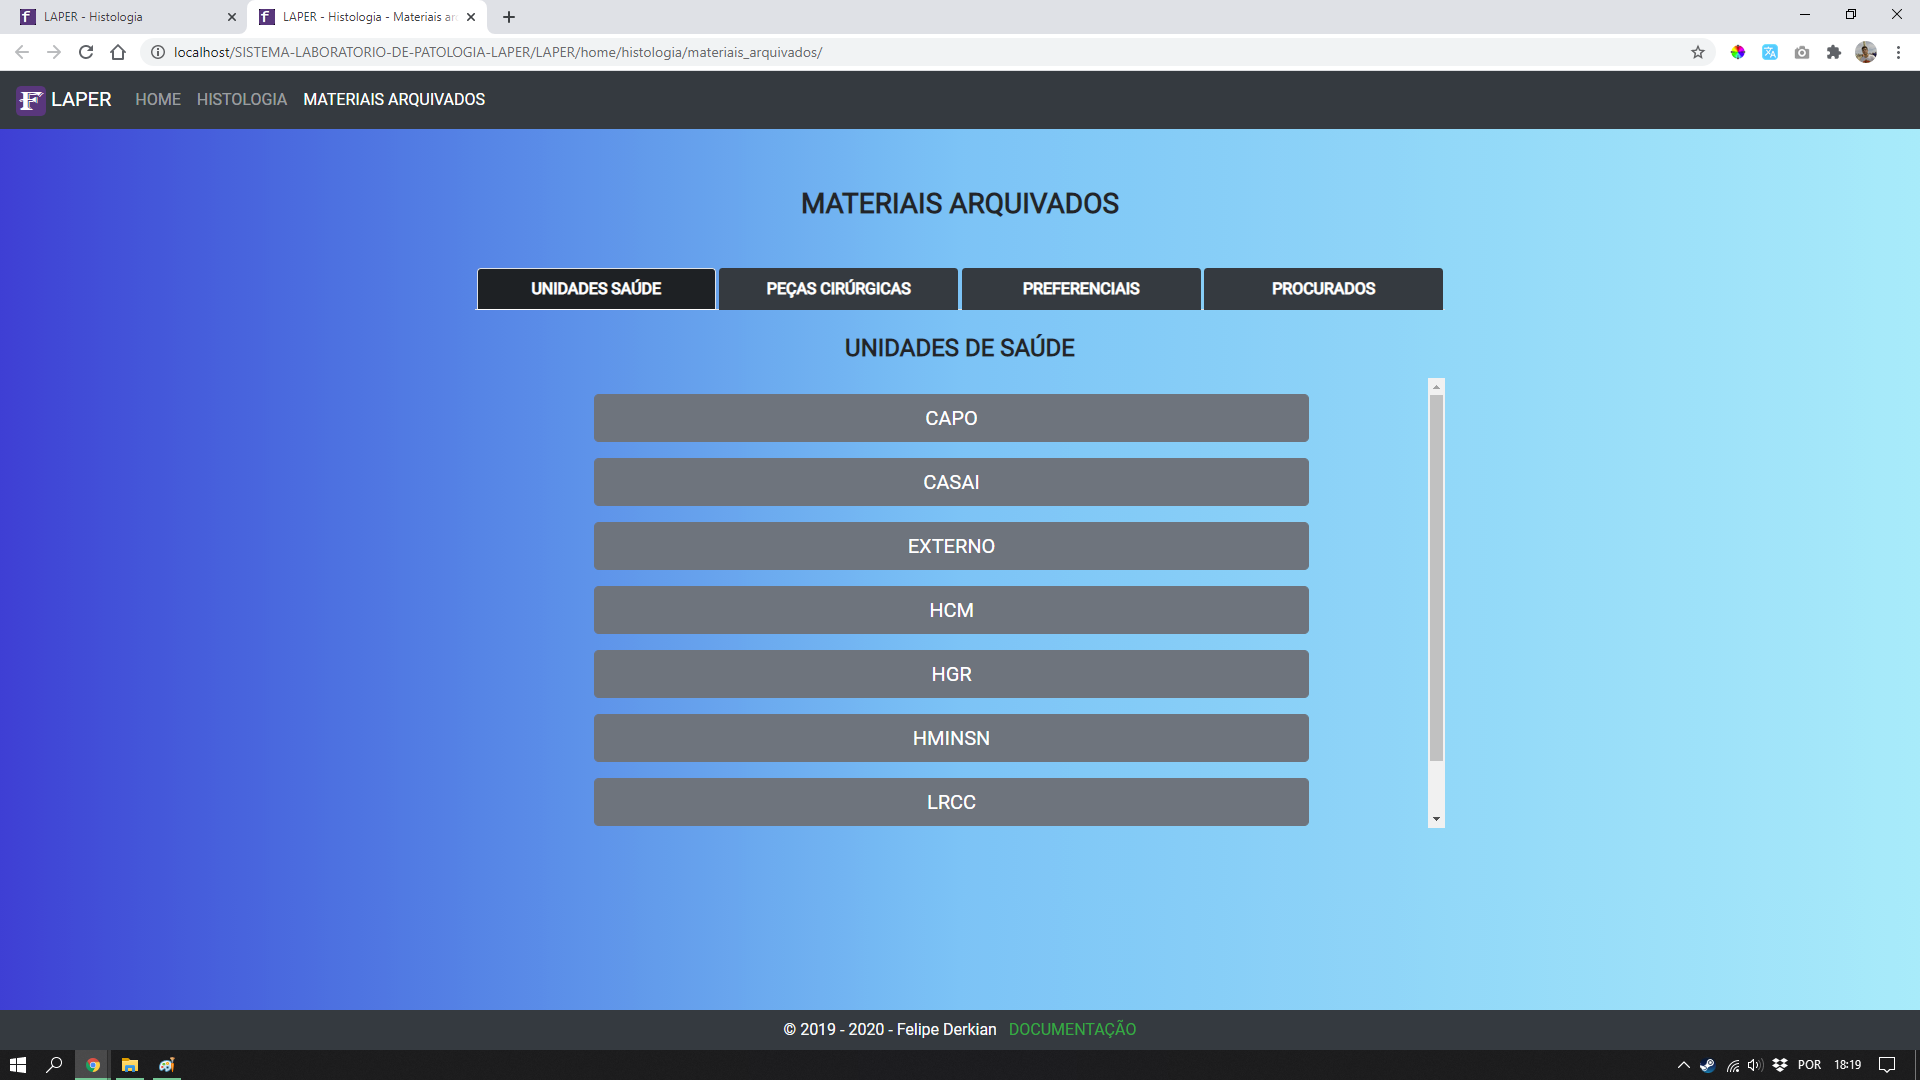 LAPER - Histologia
LAPER - Histologia - Materiais ar
localhost/SISTEMA-LABORATORIO-DE-PATOLOGIA-LAPER/LAPER/home/histologia/materiais_arquivados/
LAPER HOME HISTOLOGIA MATERIAIS ARQUIVADOS
MATERIAIS ARQUIVADOS
UNIDADES SAÚDE PEÇAS CIRÚRGICAS PREFERENCIAIS PROCURADOS
UNIDADES DE SAÚDE
CAPO
CASAI
EXTERNO
HCM
HGR
HMINSN
LRCC
© 2019 - 2020 - Felipe Derkian DOCUMENTAÇÃO
POR 18:19